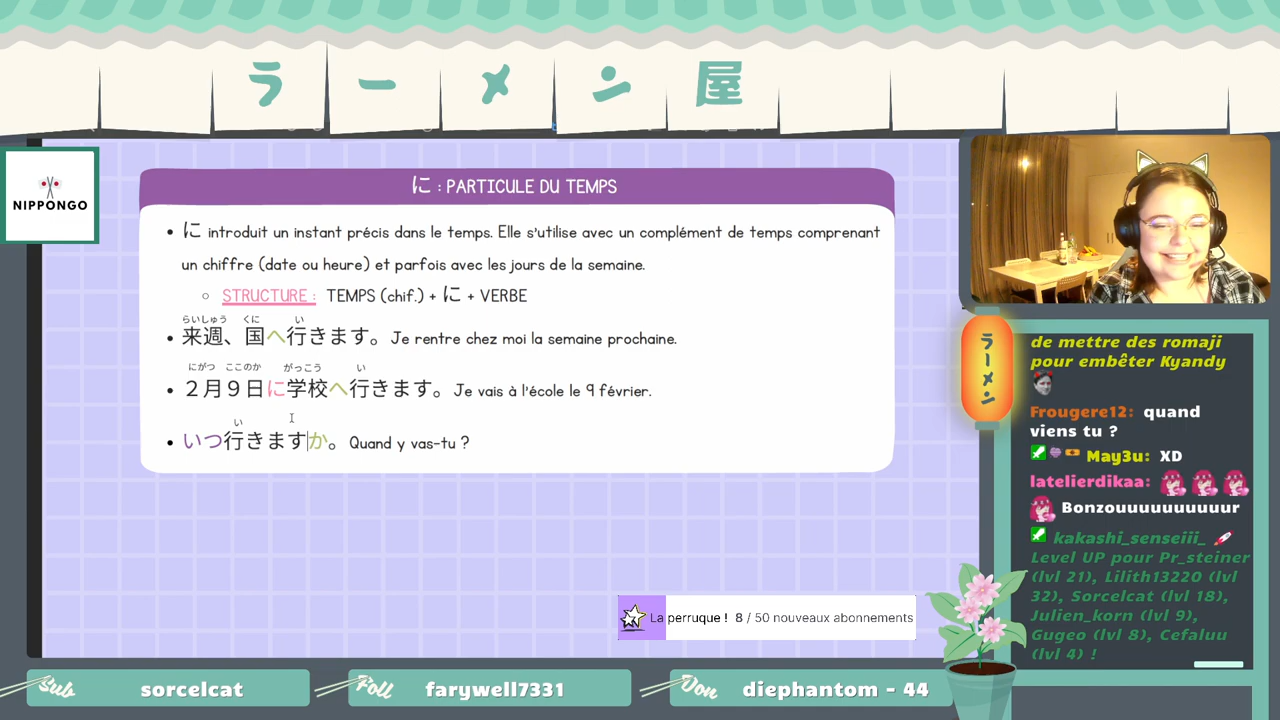 ラーメン屋
NIPPONGO
に : PARTICULE DU TEMPS
• に introduit un instant précis dans le temps. Elle s'utilise avec un complément de temps comprenant
un chiffre (date ou heure) et parfois avec les jours de la semaine.
○ STRUCTURE : TEMPS (chif.) + に + VERBE
らいしゅう くに い
• 来週、国へ行きます。Je rentre chez moi la semaine prochaine.
にがつ ここのか がっこう い
• 2月9日に学校へ行きます。Je vais à l'école le 9 février.
い
• いつ行きますか。Quand y vas-tu ?
La perruque ! 8 / 50 nouveaux abonnements
ラーメン
de mettre des romaji
pour embêter Kyandy
Frougere12: quand
viens tu ?
May3u: XD
latelierdikaa:
Bonzouuuuuuuuuur
kakashi_senseiii_
Level UP pour Pr_steiner
(lvl 21), Lilith13220 (lvl
32), Sorcelcat (lvl 18),
Julien_korn (lvl 9),
Gugeo (lvl 8), Cefaluu
(lvl 4) !
Sub sorcelcat
Foll farywell7331
Don diephantom - 44